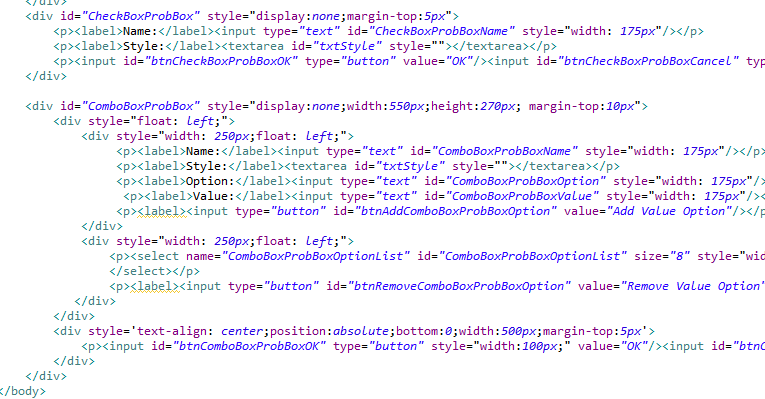 </div>
<div id="CheckBoxProbBox" style="display:none;margin-top:5px">
<p><label>Name:</label><input type="text" id="CheckBoxProbBoxName" style="width: 175px"/></p>
<p><label>Style:</label><textarea id="txtStyle" style=""></textarea></p>
<p><input id="btnCheckBoxProbBoxOK" type="button" value="OK"/><input id="btnCheckBoxProbBoxCancel" typ
</div>
<div id="ComboBoxProbBox" style="display:none;width:550px;height:270px; margin-top:10px">
<div style="float: left;">
<div style="width: 250px;float: left;">
<p><label>Name:</label><input type="text" id="ComboBoxProbBoxName" style="width: 175px"/></p>
<p><label>Style:</label><textarea id="txtStyle" style=""></textarea></p>
<p><label>Option:</label><input type="text" id="ComboBoxProbBoxOption" style="width: 175px"/>
<p><label>Value:</label><input type="text" id="ComboBoxProbBoxValue" style="width: 175px"/><
<p><label><input type="button" id="btnAddComboBoxProbBoxOption" value="Add Value Option"/></p
</div>
<div style="width: 250px;float: left;">
<p><select name="ComboBoxProbBoxOptionList" id="ComboBoxProbBoxOptionList" size="8" style="wid
</select></p>
<p><label><input type="button" id="btnRemoveComboBoxProbBoxOption" value="Remove Value Option"
</div>
</div>
<div style='text-align: center;position:absolute;bottom:0;width:500px;margin-top:5px'>
<p><input id="btnComboBoxProbBoxOK" type="button" style="width:100px;" value="OK"/><input id="btnC
</div>
</div>
</body>